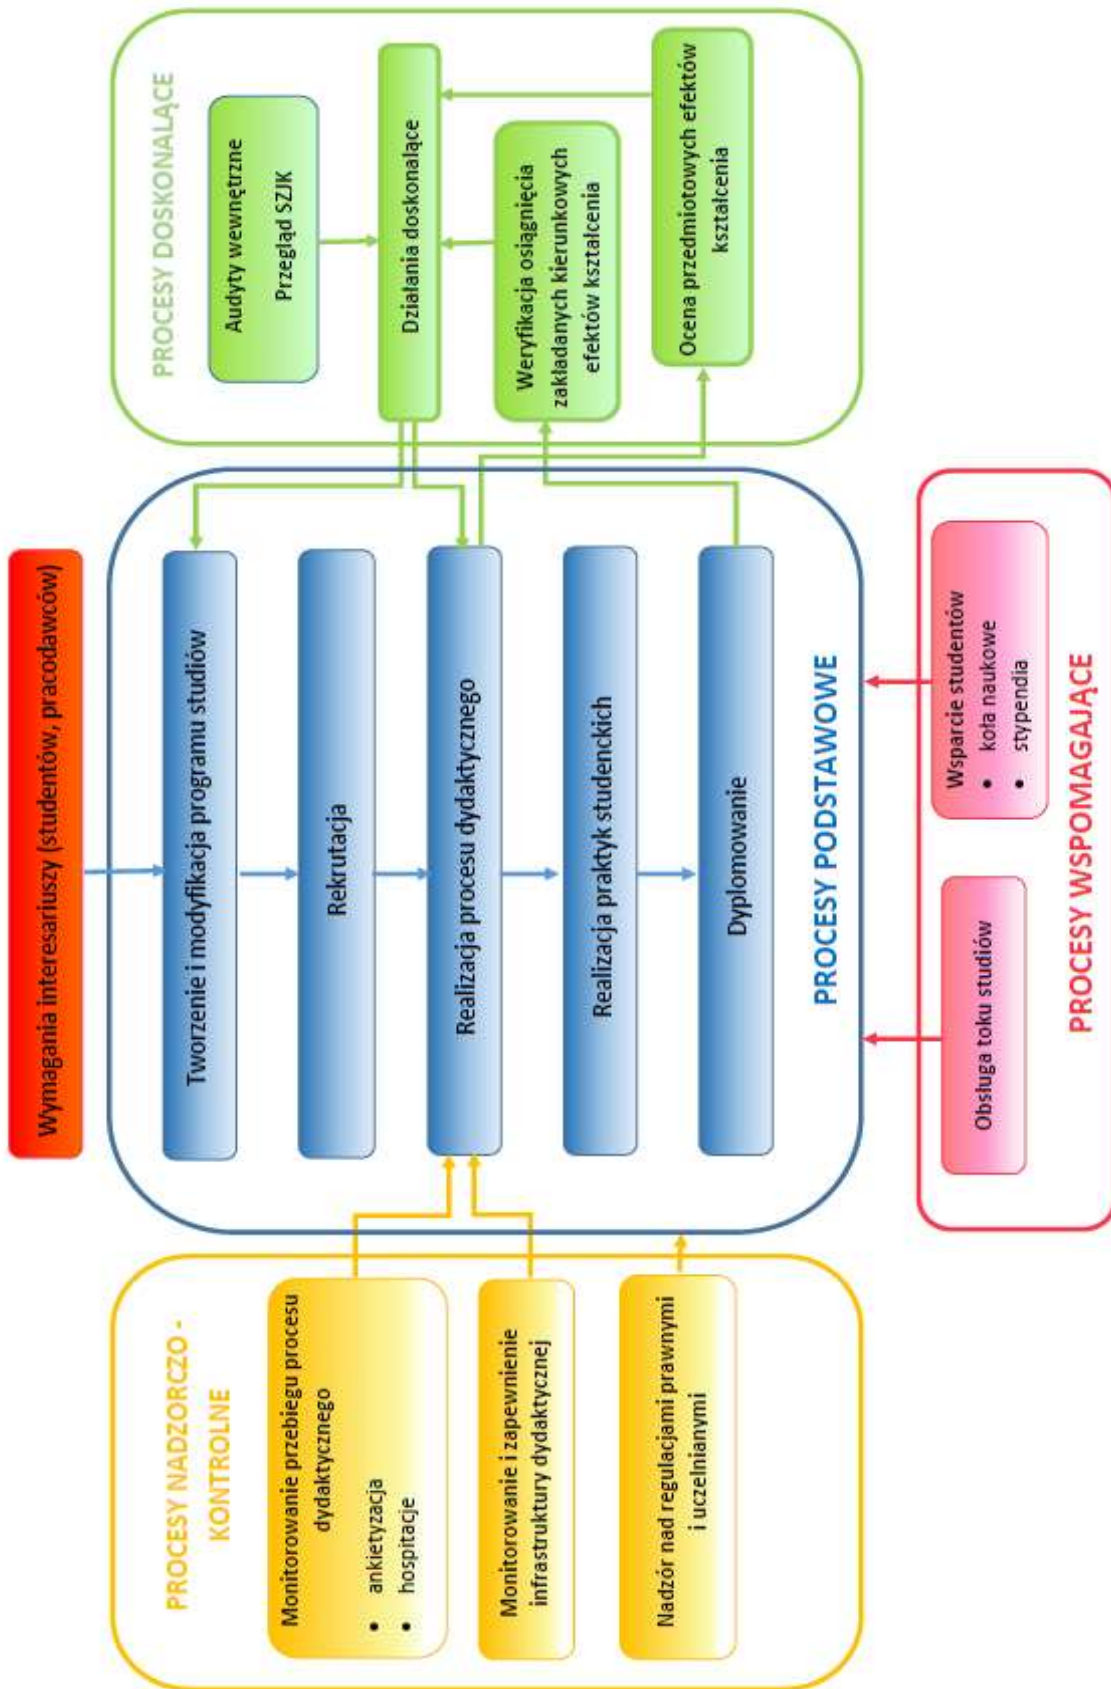 Wymagania interesariuszy (studentów, pracodawców)
PROCESY NADZORCZO -
KONTROLNE
Monitorowanie przebiegu procesu
dydaktycznego
• ankietyzacja
• hospitacje
Monitorowanie i zapewnienie
infrastruktury dydaktycznej
Nadzór nad regulacjami prawnymi
i uczelnianymi
Tworzenie i modyfikacja programu studiów
Rekrutacja
Realizacja procesu dydaktycznego
Realizacja praktyk studenckich
Dyplomowanie
PROCESY PODSTAWOWE
PROCESY DOSKONALĄCE
Audyty wewnętrzne
Przegląd SZJK
Działania doskonalące
Weryfikacja osiągnięcia
zakładanych kierunkowych
efektów kształcenia
Ocena przedmiotowych efektów
kształcenia
Obsługa toku studiów
Wsparcie studentów
• koła naukowe
• stypendia
PROCESY WSPOMAGAJĄCE